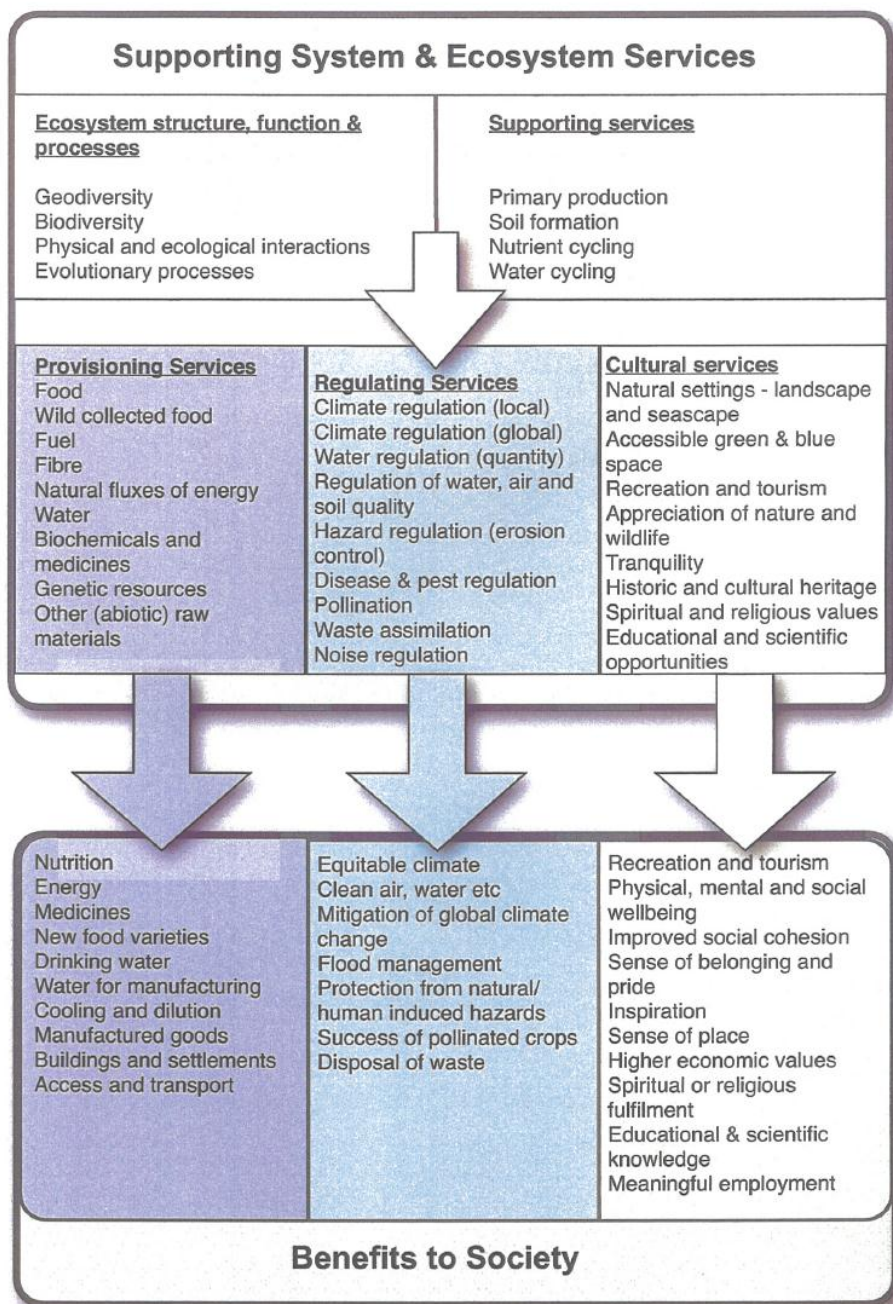 Supporting System & Ecosystem Services
Ecosystem structure, function &
processes
Geodiversity
Biodiversity
Physical and ecological interactions
Evolutionary processes
Supporting services
Primary production
Soil formation
Nutrient cycling
Water cycling
Provisioning Services
Food
Wild collected food
Fuel
Fibre
Natural fluxes of energy
Water
Biochemicals and
medicines
Genetic resources
Other (abiotic) raw
materials
Regulating Services
Climate regulation (local)
Climate regulation (global)
Water regulation (quantity)
Regulation of water, air and
soil quality
Hazard regulation (erosion
control)
Disease & pest regulation
Pollination
Waste assimilation
Noise regulation
Cultural services
Natural settings - landscape
and seascape
Accessible green & blue
space
Recreation and tourism
Appreciation of nature and
wildlife
Tranquility
Historic and cultural heritage
Spiritual and religious values
Educational and scientific
opportunities
Nutrition
Energy
Medicines
New food varieties
Drinking water
Water for manufacturing
Cooling and dilution
Manufactured goods
Buildings and settlements
Access and transport
Equitable climate
Clean air, water etc
Mitigation of global climate
change
Flood management
Protection from natural/
human induced hazards
Success of pollinated crops
Disposal of waste
Recreation and tourism
Physical, mental and social
wellbeing
Improved social cohesion
Sense of belonging and
pride
Inspiration
Sense of place
Higher economic values
Spiritual or religious
fulfilment
Educational & scientific
knowledge
Meaningful employment
Benefits to Society